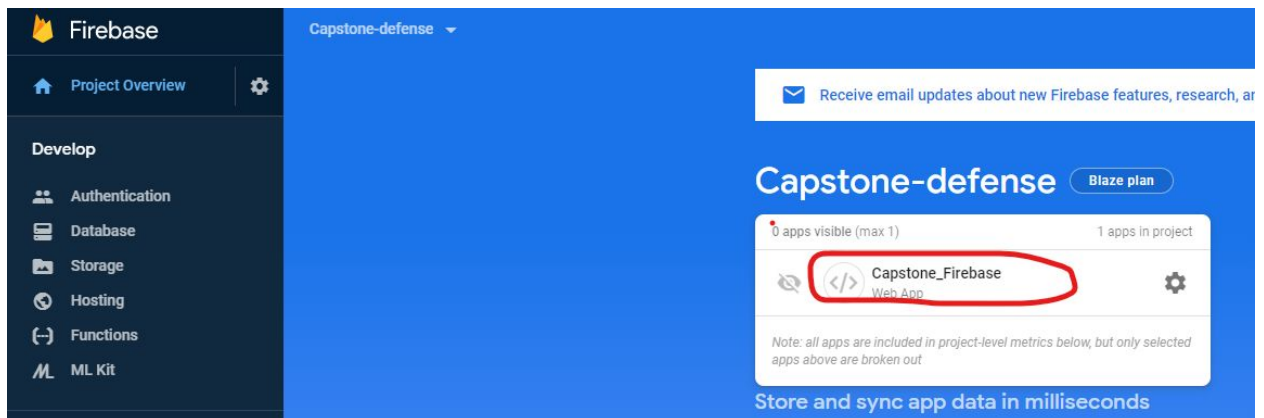 Firebase
Capstone-defense
Project Overview
Receive email updates about new Firebase features, research, ar
Develop
Capstone-defense Blaze plan
Authentication
Database
0 apps visible (max 1) 1 apps in project
Storage
Capstone_Firebase
Web App
Hosting
Functions
Note: all apps are included in project-level metrics below, but only selected
apps above are broken out
ML Kit
Store and sync app data in milliseconds